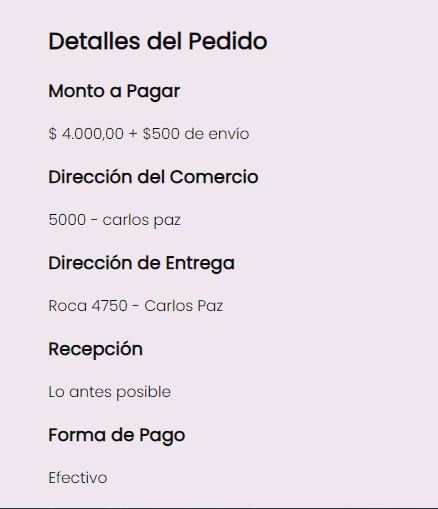 Detalles del Pedido
Monto a Pagar
$ 4.000,00 + $500 de envío
Dirección del Comercio
5000 - carlos paz
Dirección de Entrega
Roca 4750 - Carlos Paz
Recepción
Lo antes posible
Forma de Pago
Efectivo